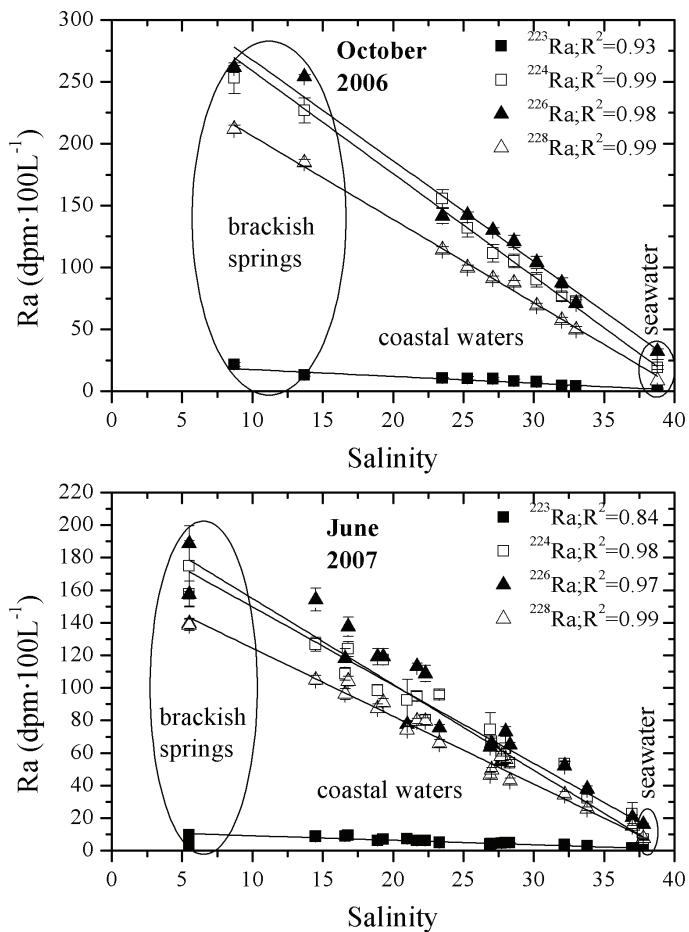 October
2006
²²³Ra;R²=0.93
²²⁴Ra;R²=0.99
²²⁶Ra;R²=0.98
²²⁸Ra;R²=0.99
300
250
200
150
100
50
0
Ra (dpm·100L⁻¹)
brackish
springs
coastal waters
seawater
0 5 10 15 20 25 30 35 40
Salinity
June
2007
²²³Ra;R²=0.84
²²⁴Ra;R²=0.98
²²⁶Ra;R²=0.97
²²⁸Ra;R²=0.99
220
200
180
160
140
120
100
80
60
40
20
0
Ra (dpm·100L⁻¹)
brackish
springs
coastal waters
seawater
0 5 10 15 20 25 30 35 40
Salinity